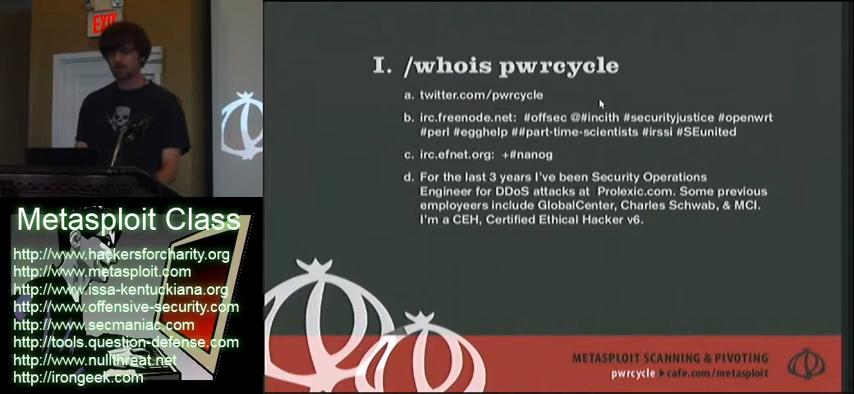 EXIT
I. /whois pwrcycle
a. twitter.com/pwrcycle
b. irc.freenode.net: #offsec @#incith #securityjustice #openwrt
#perl #egghelp ##part-time-scientists #irssi #SEunited
c. irc.efnet.org: +#nanog
d. For the last 3 years I've been Security Operations
Engineer for DDoS attacks at Prolexic.com. Some previous
employeers include GlobalCenter, Charles Schwab, & MCI.
I'm a CEH, Certified Ethical Hacker v6.
METASPLOIT SCANNING & PIVOTING
pwrcycle ▸ cafe.com/metasploit
Metasploit Class
http://www.hackersforcharity.org
http://www.metasploit.com
http://www.issa-kentuckiana.org
http://www.offensive-security.com
http://www.secmaniac.com
http://tools.question-defense.com
http://www.nullthreat.net
http://irongeek.com